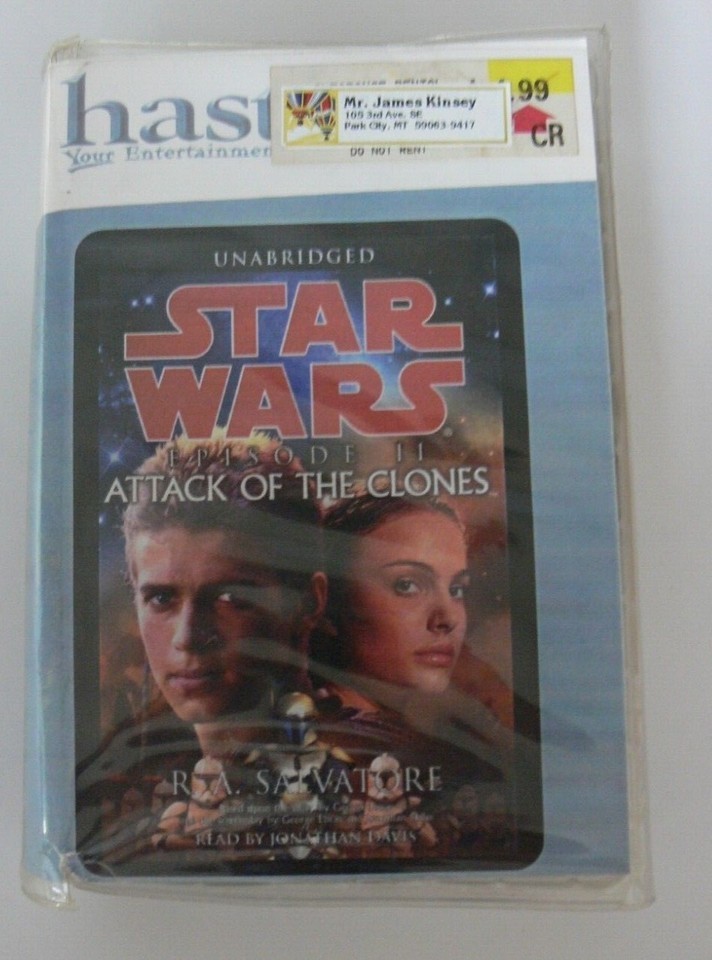 hast
Your Entertainmen
.99
Mr. James Kinsey
109 3rd Ave. SE
Park City, MT 59063-9417
CR
DO NOT RENT
UNABRIDGED
STAR
WARS
EPISODE II
ATTACK OF THE CLONES
R. A. SALVATORE
READ BY JONATHAN DAVIS